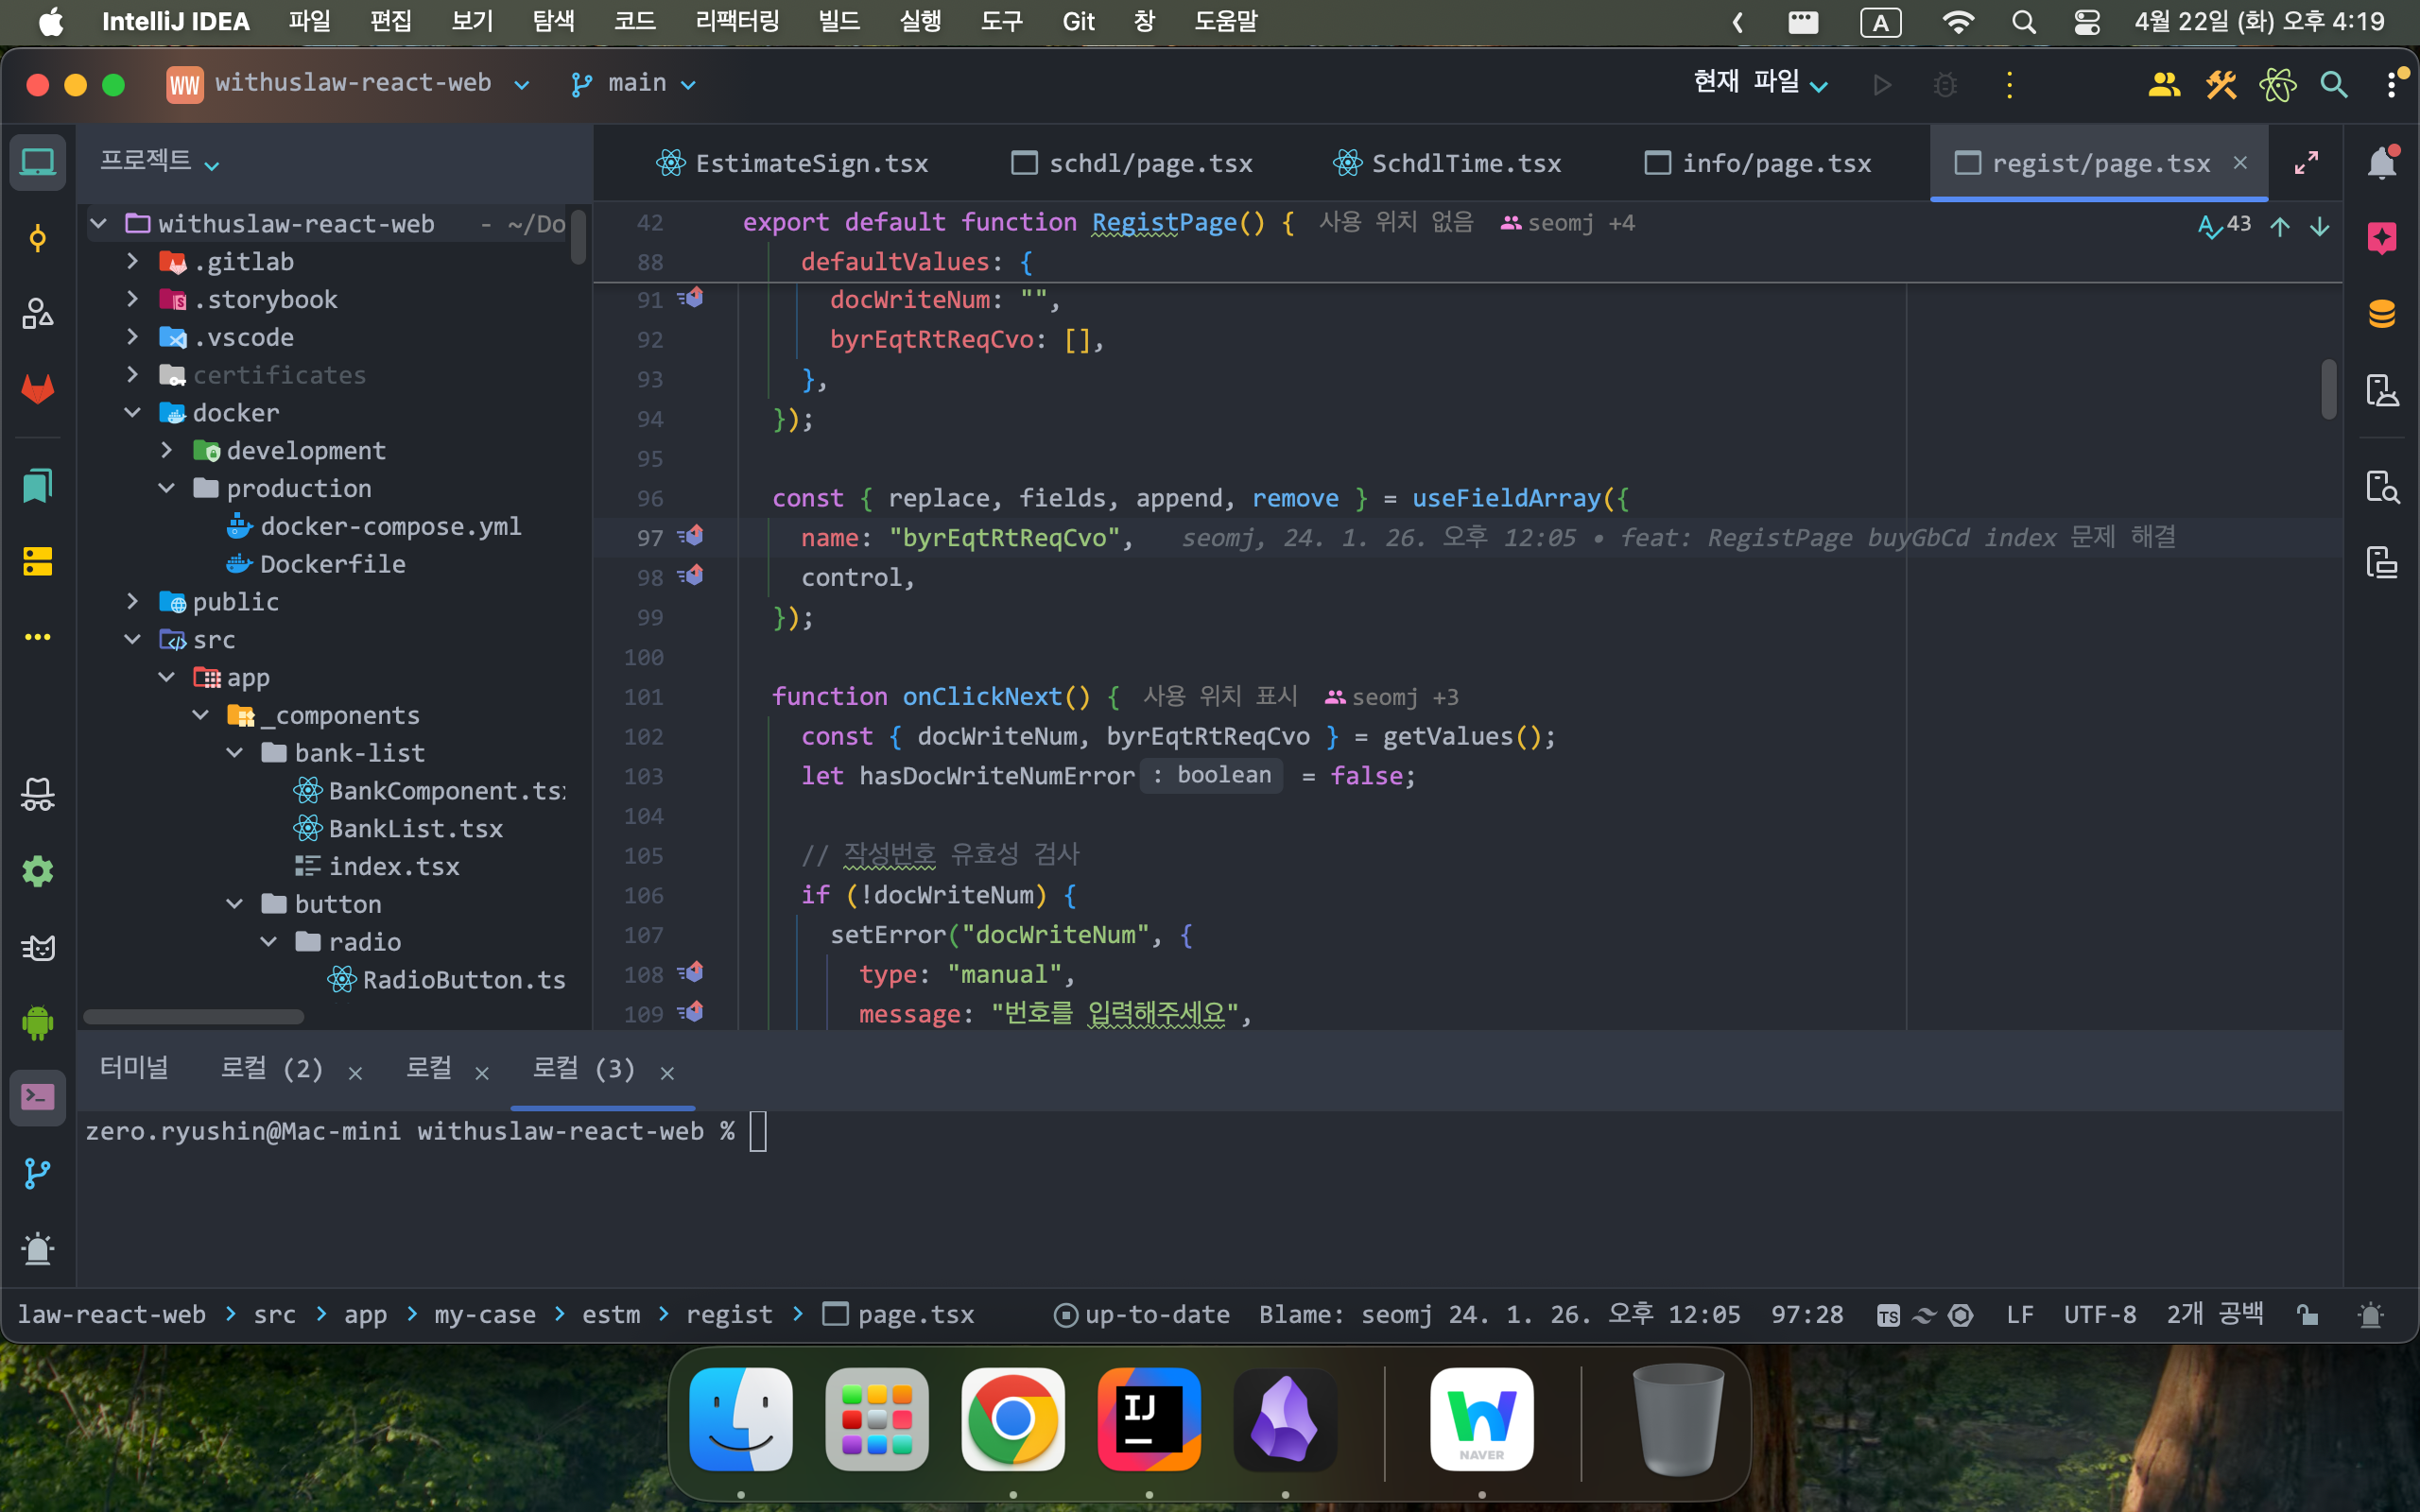 IntelliJ IDEA 파일 편집 보기 탐색 코드 리팩터링 빌드 실행 도구 Git 창 도움말 A 4월 22일 (화) 오후 4:19
WW withuslaw-react-web main 현재 파일
프로젝트
EstimateSign.tsx schdl/page.tsx SchdlTime.tsx info/page.tsx regist/page.tsx
withuslaw-react-web - ~/Do
.gitlab
.storybook
.vscode
certificates
docker
development
production
docker-compose.yml
Dockerfile
public
src
app
_components
bank-list
BankComponent.ts
BankList.tsx
index.tsx
button
radio
RadioButton.ts
43
42 export default function RegistPage() { 사용 위치 없음 seomj +4
88 defaultValues: {
91 docWriteNum: "",
92 byrEqtRtReqCvo: [],
93 },
94 });
95
96 const { replace, fields, append, remove } = useFieldArray({
97 name: "byrEqtRtReqCvo", seomj, 24. 1. 26. 오후 12:05 • feat: RegistPage buyGbCd index 문제 해결
98 control,
99 });
100
101 function onClickNext() { 사용 위치 표시 seomj +3
102 const { docWriteNum, byrEqtRtReqCvo } = getValues();
103 let hasDocWriteNumError : boolean = false;
104
105 // 작성번호 유효성 검사
106 if (!docWriteNum) {
107 setError("docWriteNum", {
108 type: "manual",
109 message: "번호를 입력해주세요",
터미널 로컬 (2) 로컬 로컬 (3)
zero.ryushin@Mac-mini withuslaw-react-web %
law-react-web > src > app > my-case > estm > regist > page.tsx up-to-date Blame: seomj 24. 1. 26. 오후 12:05 97:28 TS LF UTF-8 2개 공백
IJ
NAVER